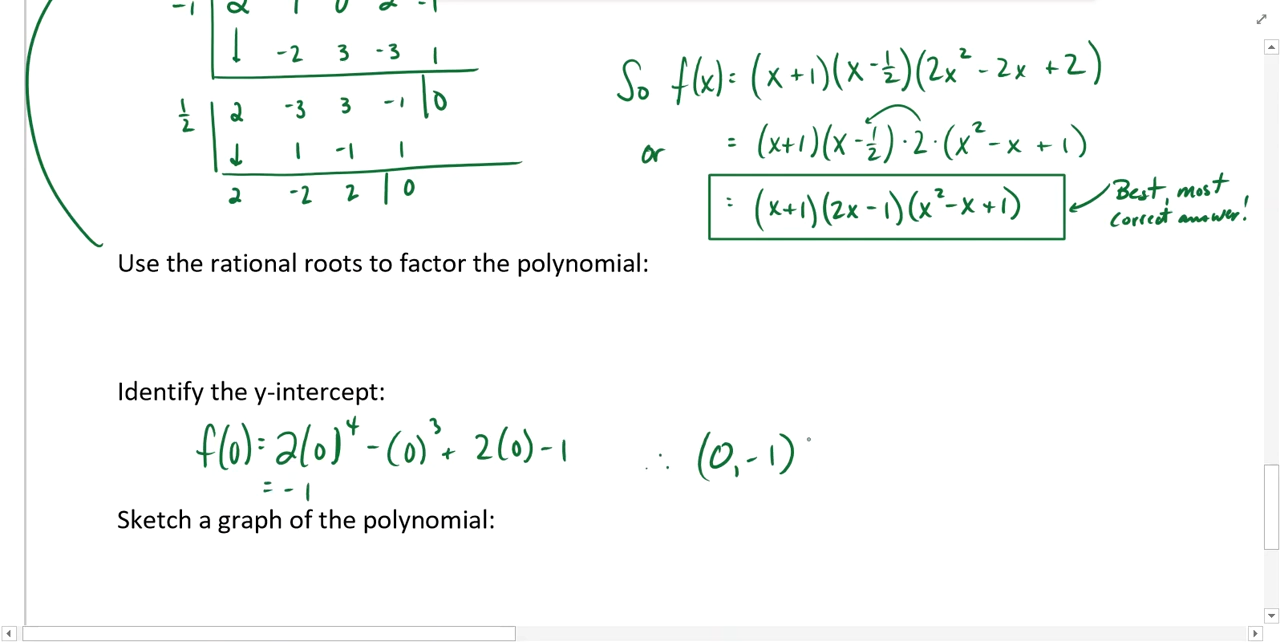 -1 | 2 1 0 2 -1
↓ -2 3 -3 1
1/2 | 2 -3 3 -1 | 0
↓ 1 -1 1
2 -2 2 | 0
So f(x) = (x+1)(x-1/2)(2x² - 2x + 2)
or = (x+1)(x-1/2)·2·(x² - x + 1)
= (x+1)(2x-1)(x²-x+1)
Best, most
correct answer!
Use the rational roots to factor the polynomial:
Identify the y-intercept:
f(0) = 2(0)⁴ - (0)³ + 2(0) - 1 ∴ (0, -1)
= -1
Sketch a graph of the polynomial: